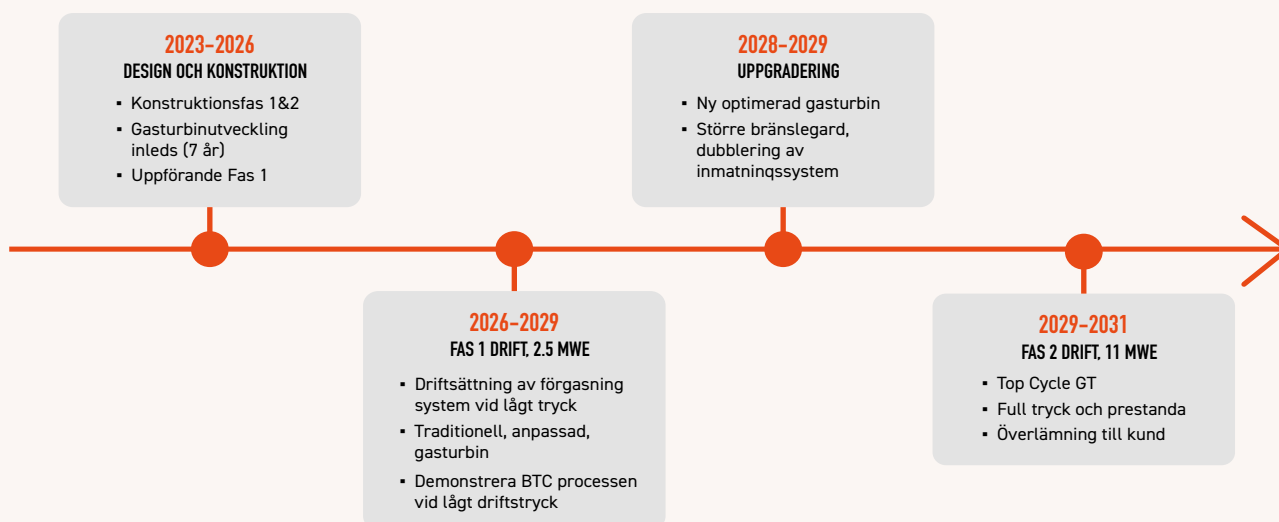 2023–2026
DESIGN OCH KONSTRUKTION
▪ Konstruktionsfas 1&2
▪ Gasturbinutveckling
inleds (7 år)
▪ Uppförande Fas 1
2026–2029
FAS 1 DRIFT, 2.5 MWE
▪ Driftsättning av förgasning
system vid lågt tryck
▪ Traditionell, anpassad,
gasturbin
▪ Demonstrera BTC processen
vid lågt driftstryck
2028–2029
UPPGRADERING
▪ Ny optimerad gasturbin
▪ Större bränslegard,
dubblering av
inmatninqssystem
2029–2031
FAS 2 DRIFT, 11 MWE
▪ Top Cycle GT
▪ Full tryck och prestanda
▪ Överlämning till kund